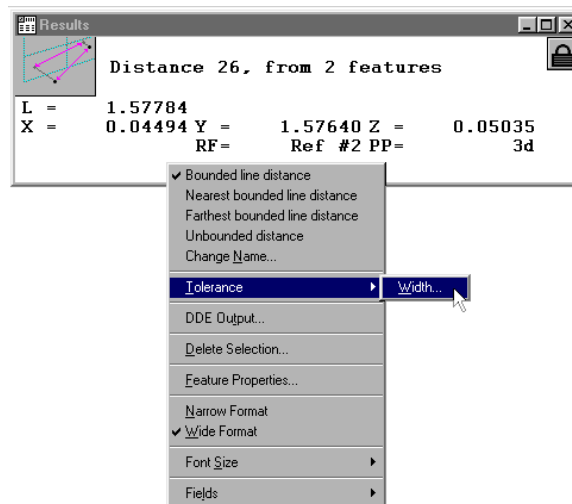 Results
Distance 26, from 2 features
L = 1.57784
X = 0.04494 Y = 1.57640 Z = 0.05035
RF= Ref #2 PP= 3d
Bounded line distance
Nearest bounded line distance
Farthest bounded line distance
Unbounded distance
Change Name...
Tolerance
Width...
DDE Output...
Delete Selection...
Feature Properties...
Narrow Format
Wide Format
Font Size
Fields